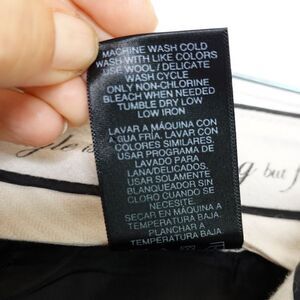 MACHINE WASH COLD
WASH WITH LIKE COLORS
USE WOOL / DELICATE
WASH CYCLE
ONLY NON-CHLORINE
BLEACH WHEN NEEDED
TUMBLE DRY LOW
LOW IRON
LAVAR A MÁQUINA CON
AGUA FRIA. LAVAR CON
COLORES SIMILARES.
USAR PROGRAMA DE
LAVADO PARA
LANA/DELICADOS.
USAR SOLAMENTE
BLANQUEADOR SIN
CLORO CUANDO SE
NECESITE.
SECAR EN MÁQUINA A
TEMPERATURA BAJA.
PLANCHAR A
TEMPERATURA BAJA.
but